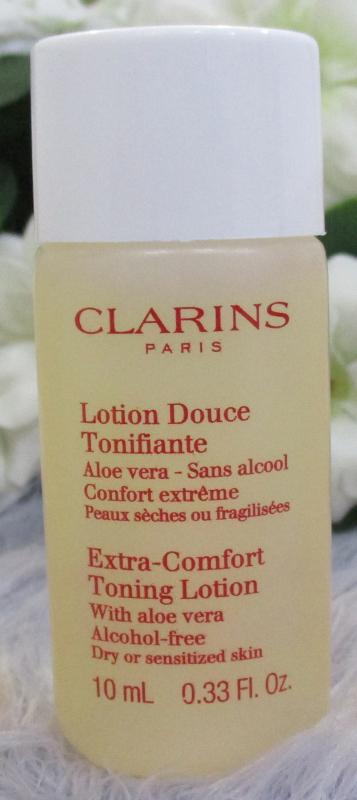 CLARINS
PARIS
Lotion Douce
Tonifiante
Aloe vera - Sans alcool
Confort extrême
Peaux sèches ou fragilisées
Extra-Comfort
Toning Lotion
With aloe vera
Alcohol-free
Dry or sensitized skin
10 mL 0.33 Fl. Oz.